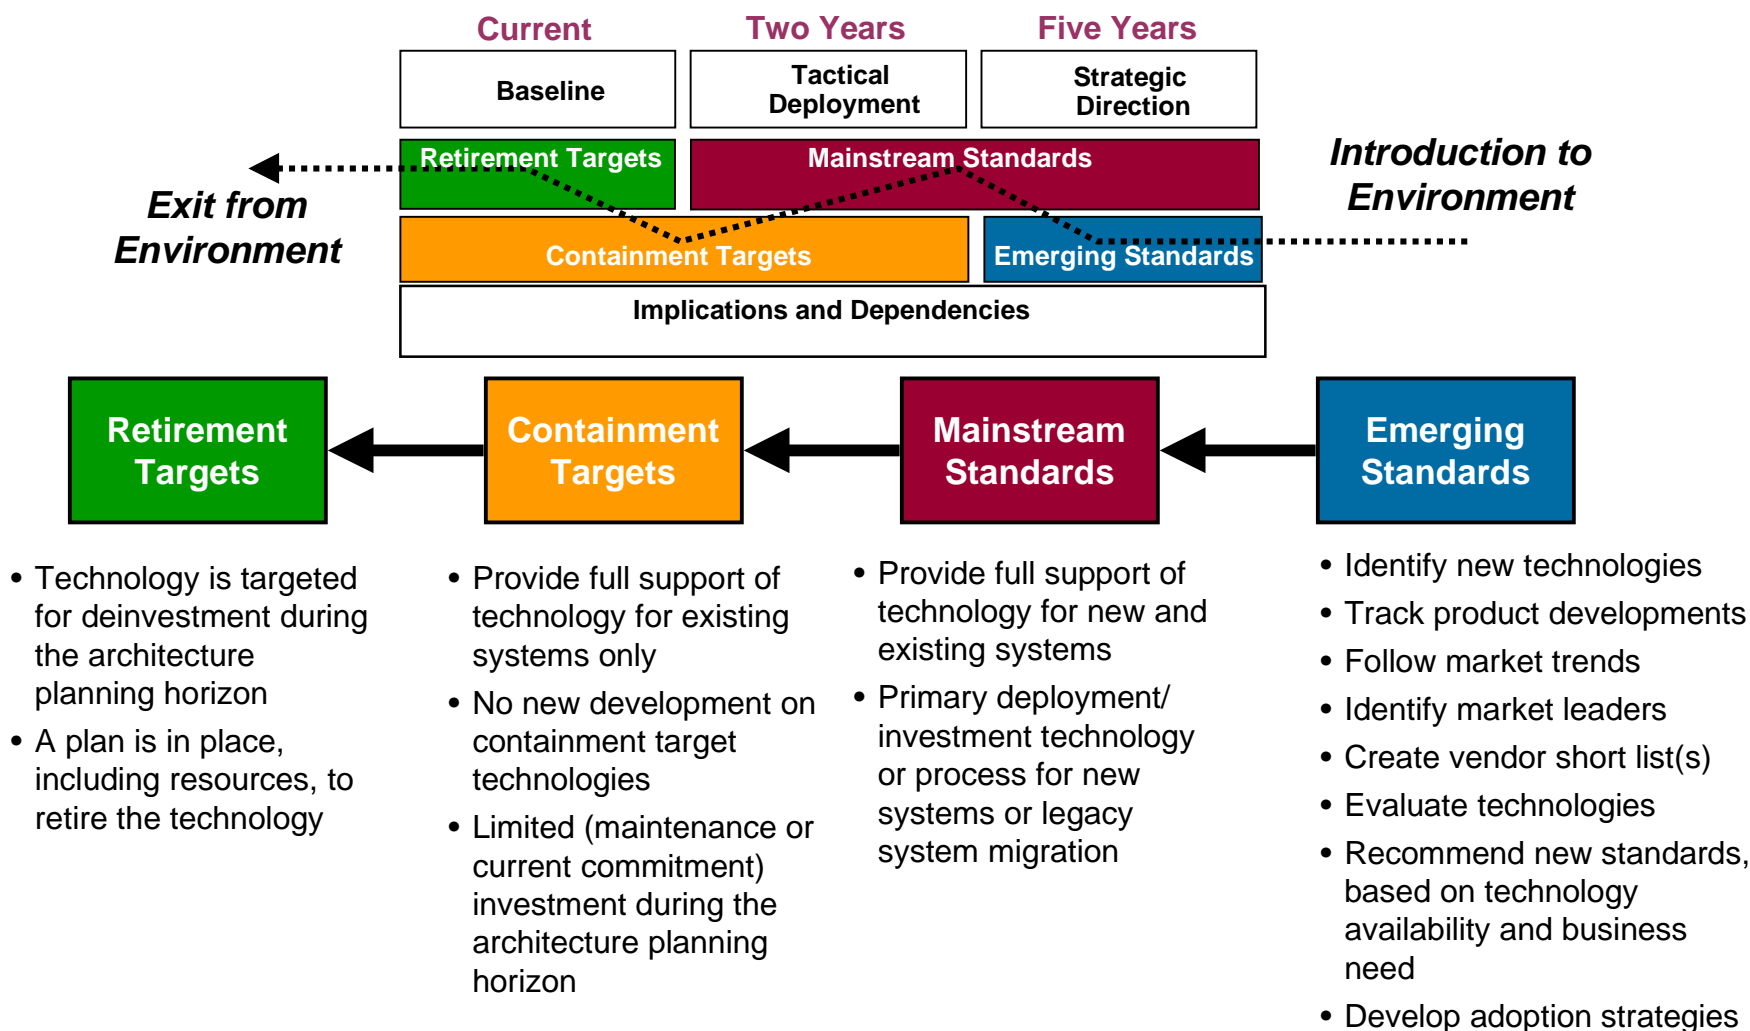 Current
Two Years
Five Years
Baseline
Tactical
Deployment
Strategic
Direction
Retirement Targets
Mainstream Standards
Introduction to
Environment
Exit from
Environment
Containment Targets
Emerging Standards
Implications and Dependencies
Retirement
Targets
Containment
Targets
Mainstream
Standards
Emerging
Standards
• Technology is targeted
for deinvestment during
the architecture
planning horizon
• A plan is in place,
including resources, to
retire the technology
• Provide full support of
technology for existing
systems only
• No new development on
containment target
technologies
• Limited (maintenance or
current commitment)
investment during the
architecture planning
horizon
• Provide full support of
technology for new and
existing systems
• Primary deployment/
investment technology
or process for new
systems or legacy
system migration
• Identify new technologies
• Track product developments
• Follow market trends
• Identify market leaders
• Create vendor short list(s)
• Evaluate technologies
• Recommend new standards,
based on technology
availability and business
need
• Develop adoption strategies